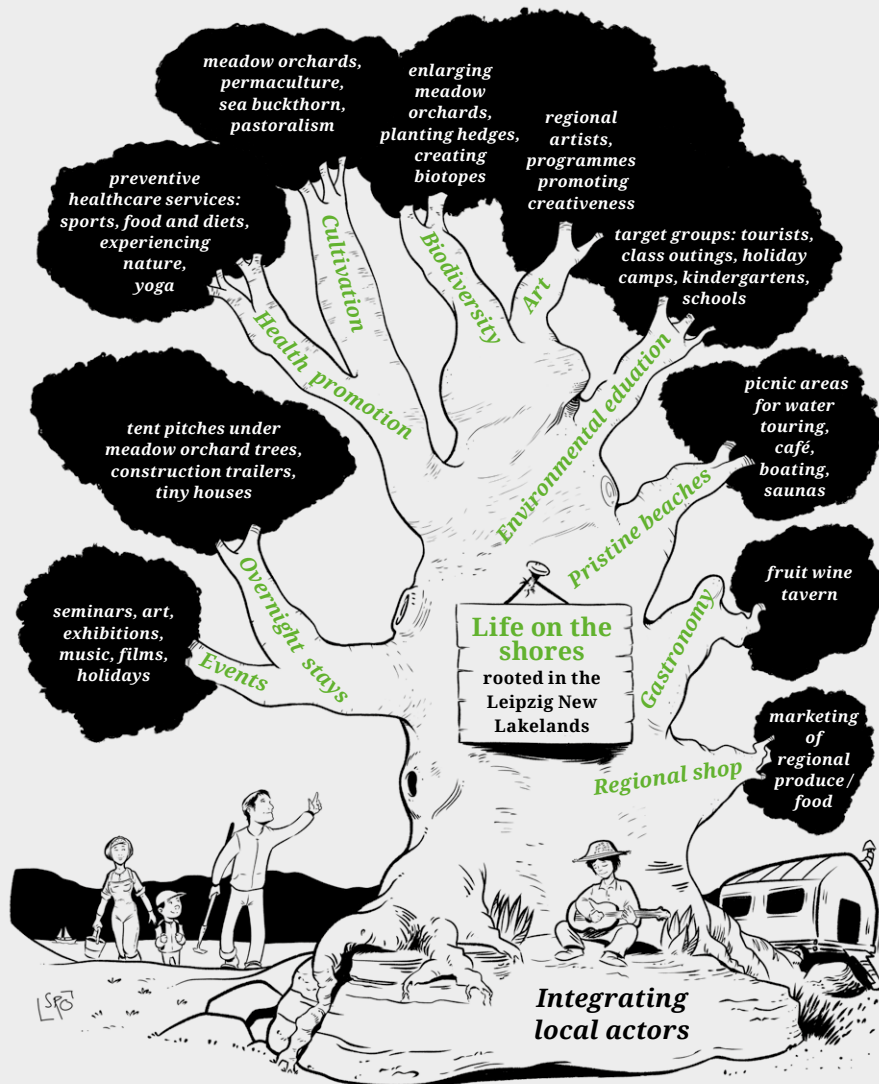 meadow orchards,
permaculture,
sea buckthorn,
pastoralism
enlarging
meadow
orchards,
planting hedges,
creating
biotopes
regional
artists,
programmes
promoting
creativeness
preventive
healthcare services:
sports, food and diets,
experiencing
nature,
yoga
target groups: tourists,
class outings, holiday
camps, kindergartens,
schools
Cultivation
Biodiversity
Art
Health promotion
Environmental eduation
tent pitches under
meadow orchard trees,
construction trailers,
tiny houses
picnic areas
for water
touring,
café,
boating,
saunas
Pristine beaches
Overnight stays
seminars, art,
exhibitions,
music, films,
holidays
Events
Life on the
shores
rooted in the
Leipzig New
Lakelands
Gastronomy
fruit wine
tavern
Regional shop
marketing
of
regional
produce /
food
Integrating
local actors
SPO